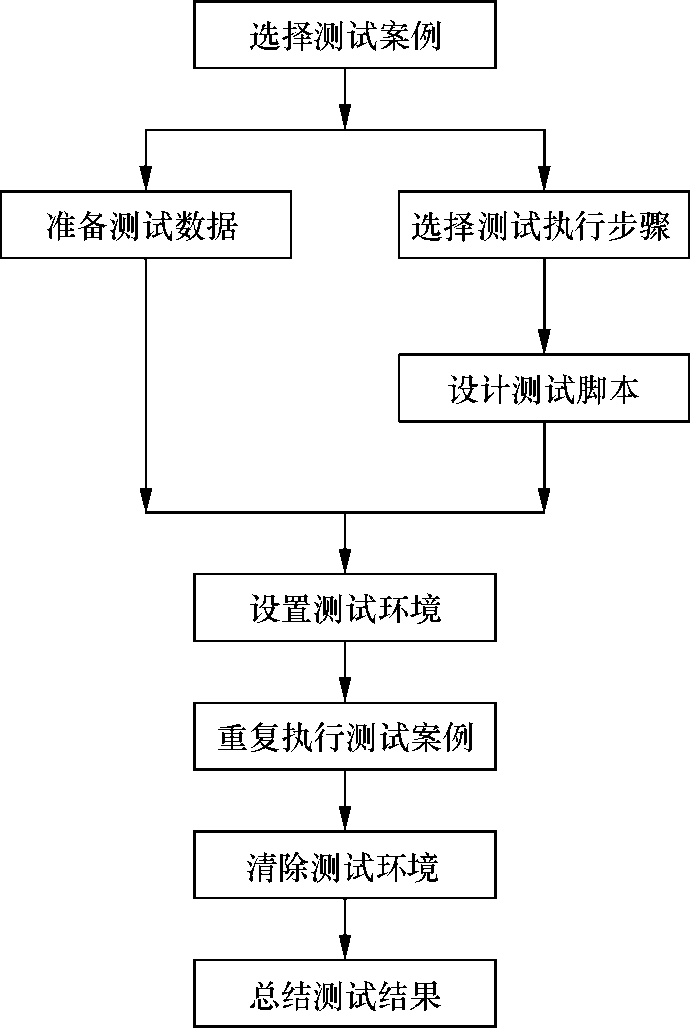 选择测试案例
准备测试数据
选择测试执行步骤
设计测试脚本
设置测试环境
重复执行测试案例
清除测试环境
总结测试结果